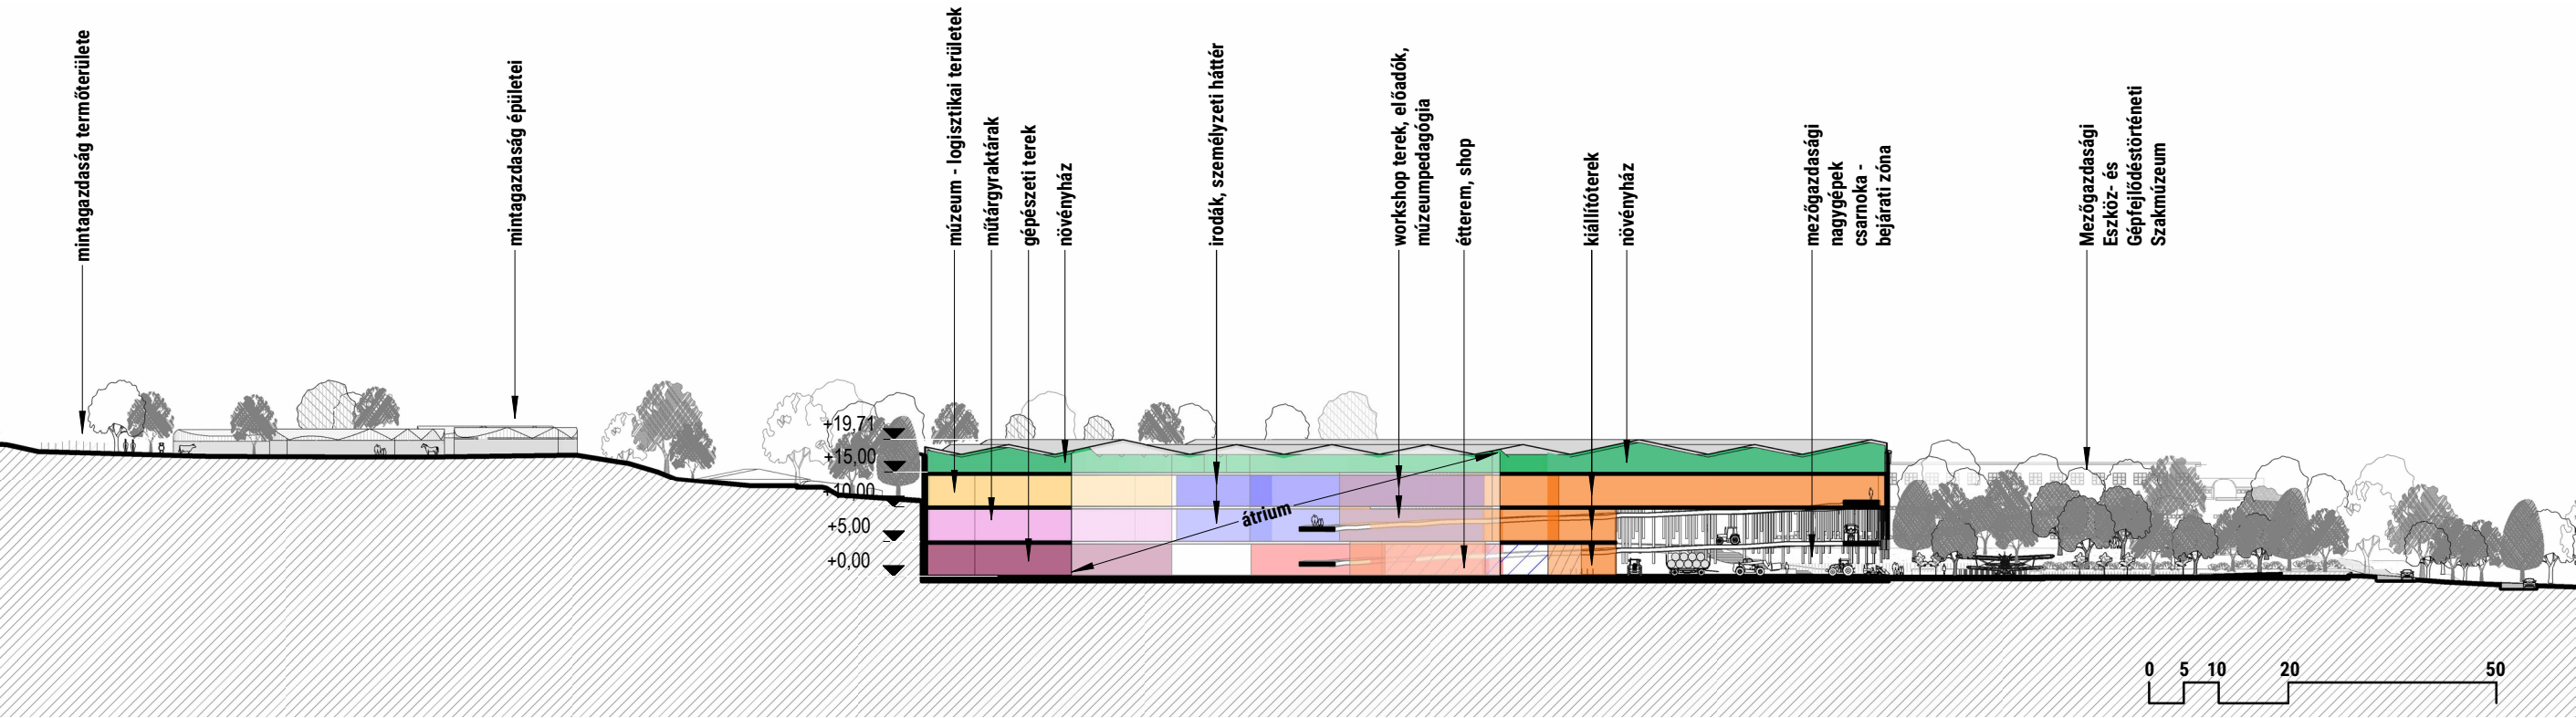 mintagazdaság termőterülete
mintagazdaság épületei
múzeum - logisztikai területek
műtárgyraktárak
gépészeti terek
növényház
irodák, személyzeti háttér
workshop terek, előadók,
múzeumpedagógia
étterem, shop
kiállítóterek
növényház
mezőgazdasági
nagygépek
csarnoka -
bejárati zóna
Mezőgazdasági
Eszköz- és
Gépfejlődéstörténeti
Szakmúzeum
+19,71
+15,00
+10,00
+5,00
+0,00
átrium
0 5 10 20 50